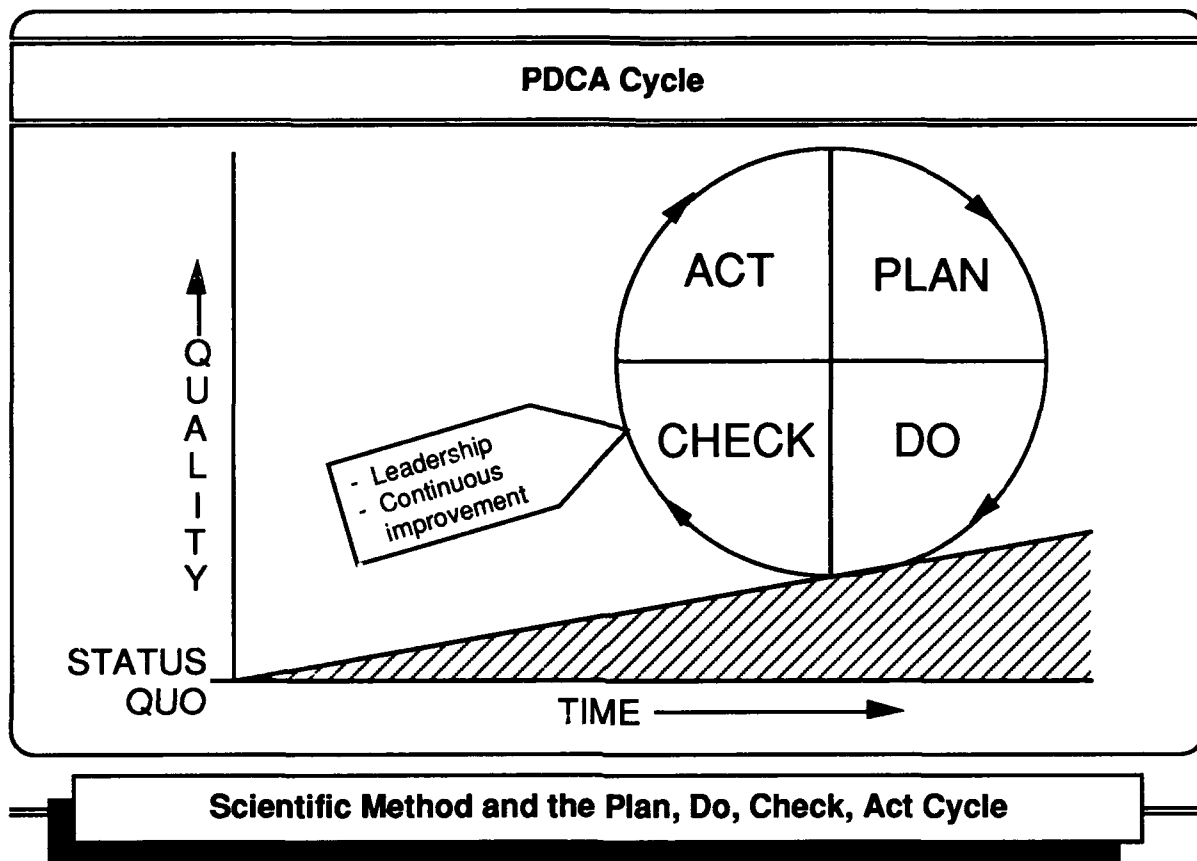 PDCA Cycle
ACT
PLAN
CHECK
DO
QUALITY
- Leadership
- Continuous
improvement
STATUS
QUO
TIME
Scientific Method and the Plan, Do, Check, Act Cycle